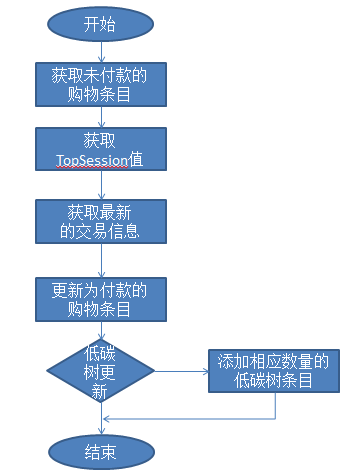 开始
获取未付款的
购物条目
获取
TopSession值
获取最新
的交易信息
更新为付款的
购物条目
低碳
树更
新
添加相应数量的
低碳树条目
结束